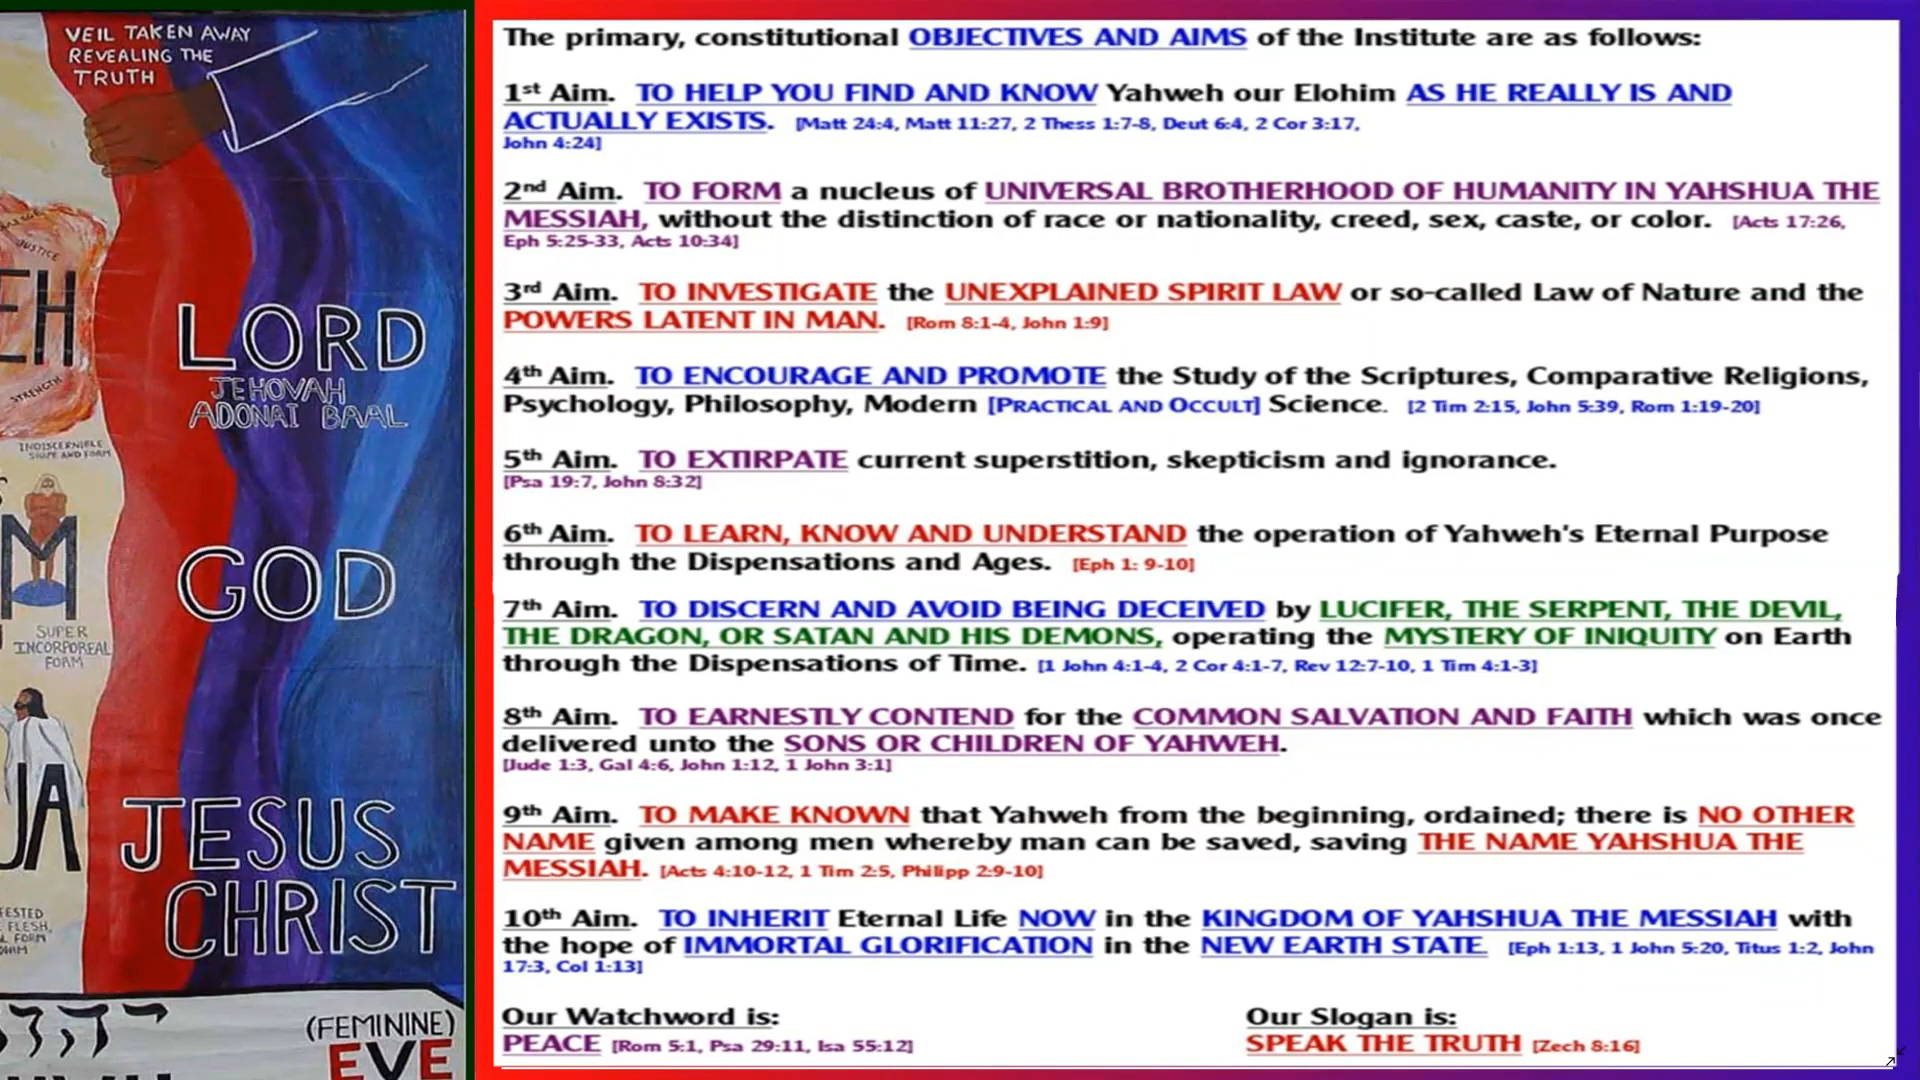 VEIL TAKEN AWAY
REVEALING THE
TRUTH
JUSTICE
EH
STRENGTH
LORD
JEHOVAH
ADONAI BAAL
INDISCERNIBLE
SHAPE AND FORM
M
SUPER
INCORPOREAL
FORM
GOD
UA
JESUS
CHRIST
FESTED
FLESH,
FORM
(FEMININE)
EVE
The primary, constitutional OBJECTIVES AND AIMS of the Institute are as follows:
1st Aim. TO HELP YOU FIND AND KNOW Yahweh our Elohim AS HE REALLY IS AND
ACTUALLY EXISTS. [Matt 24:4, Matt 11:27, 2 Thess 1:7-8, Deut 6:4, 2 Cor 3:17,
John 4:24]
2nd Aim. TO FORM a nucleus of UNIVERSAL BROTHERHOOD OF HUMANITY IN YAHSHUA THE
MESSIAH, without the distinction of race or nationality, creed, sex, caste, or color. [Acts 17:26,
Eph 5:25-33, Acts 10:34]
3rd Aim. TO INVESTIGATE the UNEXPLAINED SPIRIT LAW or so-called Law of Nature and the
POWERS LATENT IN MAN. [Rom 8:1-4, John 1:9]
4th Aim. TO ENCOURAGE AND PROMOTE the Study of the Scriptures, Comparative Religions,
Psychology, Philosophy, Modern [PRACTICAL AND OCCULT] Science. [2 Tim 2:15, John 5:39, Rom 1:19-20]
5th Aim. TO EXTIRPATE current superstition, skepticism and ignorance.
[Psa 19:7, John 8:32]
6th Aim. TO LEARN, KNOW AND UNDERSTAND the operation of Yahweh's Eternal Purpose
through the Dispensations and Ages. [Eph 1: 9-10]
7th Aim. TO DISCERN AND AVOID BEING DECEIVED by LUCIFER, THE SERPENT, THE DEVIL,
THE DRAGON, OR SATAN AND HIS DEMONS, operating the MYSTERY OF INIQUITY on Earth
through the Dispensations of Time. [1 John 4:1-4, 2 Cor 4:1-7, Rev 12:7-10, 1 Tim 4:1-3]
8th Aim. TO EARNESTLY CONTEND for the COMMON SALVATION AND FAITH which was once
delivered unto the SONS OR CHILDREN OF YAHWEH.
[Jude 1:3, Gal 4:6, John 1:12, 1 John 3:1]
9th Aim. TO MAKE KNOWN that Yahweh from the beginning, ordained; there is NO OTHER
NAME given among men whereby man can be saved, saving THE NAME YAHSHUA THE
MESSIAH. [Acts 4:10-12, 1 Tim 2:5, Philipp 2:9-10]
10th Aim. TO INHERIT Eternal Life NOW in the KINGDOM OF YAHSHUA THE MESSIAH with
the hope of IMMORTAL GLORIFICATION in the NEW EARTH STATE. [Eph 1:13, 1 John 5:20, Titus 1:2, John
17:3, Col 1:13]
Our Watchword is:
PEACE [Rom 5:1, Psa 29:11, Isa 55:12]
Our Slogan is:
SPEAK THE TRUTH [Zech 8:16]